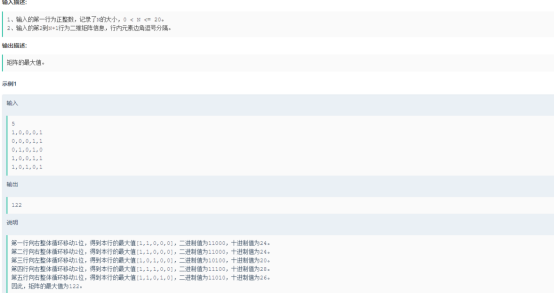 输入描述:
1、输入的第一行为正整数，记录了N的大小，0 < N <= 20。
2、输入的第2到N+1行为二维矩阵信息，行内元素边角逗号分隔。
输出描述:
矩阵的最大值。
示例1
输入
5
1,0,0,0,1
0,0,0,1,1
0,1,0,1,0
1,0,0,1,1
1,0,1,0,1
输出
122
说明
第一行向右整体循环移动1位，得到本行的最大值[1,1,0,0,0]，二进制值为11000，十进制值为24。
第二行向右整体循环移动2位，得到本行的最大值[1,1,0,0,0]，二进制值为11000，十进制值为24。
第三行向左整体循环移动1位，得到本行的最大值[1,0,1,0,0]，二进制值为10100，十进制值为20。
第四行向右整体循环移动2位，得到本行的最大值[1,1,1,0,0]，二进制值为11100，十进制值为28。
第五行向右整体循环移动1位，得到本行的最大值[1,1,0,1,0]，二进制值为11010，十进制值为26。
因此，矩阵的最大值为122。